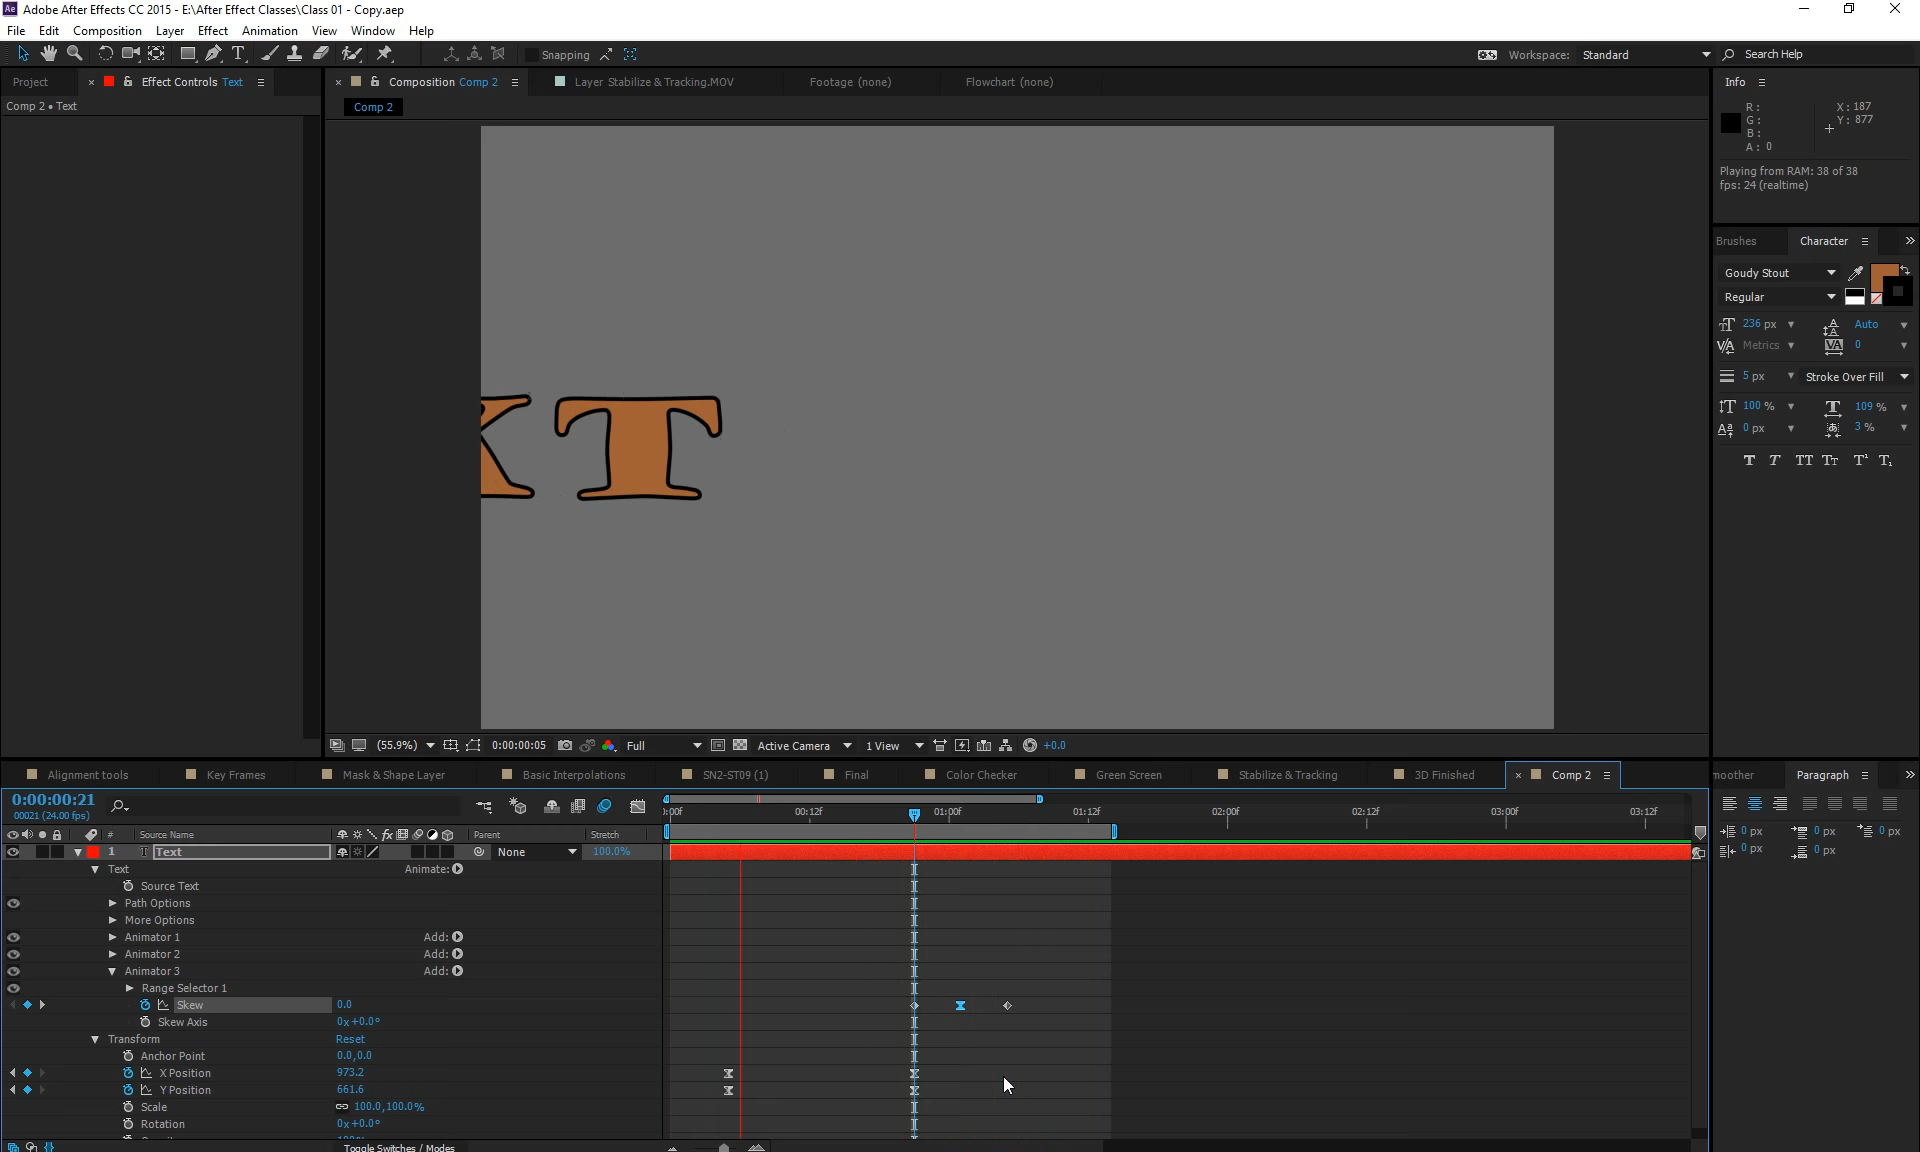 Adobe After Effects CC 2015 - E:\After Effect Classes\Class 01 - Copy.aep
File Edit Composition Layer Effect Animation View Window Help
Snapping
Workspace: Standard Search Help
Project Effect Controls Text
Composition Comp 2 Layer Stabilize & Tracking.MOV Footage (none) Flowchart (none)
Info
Comp 2 • Text
Comp 2
R: X: 187
G: Y: 877
B:
A: 0
Playing from RAM: 38 of 38
fps: 24 (realtime)
Brushes Character
Goudy Stout
Regular
236 px Auto
Metrics 0
5 px Stroke Over Fill
100 % 109 %
0 px 3 %
T T TT Tt T¹ T₁
XT
(55.9%) 0:00:00:05 Full Active Camera 1 View +0.0
Alignment tools Key Frames Mask & Shape Layer Basic Interpolations SN2-ST09 (1) Final Color Checker Green Screen Stabilize & Tracking 3D Finished Comp 2
moother Paragraph
0:00:00:21
00021 (24.00 fps)
):00f 00:12f 01:00f 01:12f 02:00f 02:12f 03:00f 03:12f
# Source Name Parent Stretch
1 T Text None 100.0%
Text Animate:
Source Text
Path Options
More Options
Animator 1 Add:
Animator 2 Add:
Animator 3 Add:
Range Selector 1
Skew 0.0
Skew Axis 0x+0.0°
Transform Reset
Anchor Point 0.0,0.0
X Position 973.2
Y Position 661.6
Scale 100.0,100.0%
Rotation 0x+0.0°
Toggle Switches / Modes
0 px 0 px 0 px
0 px 0 px